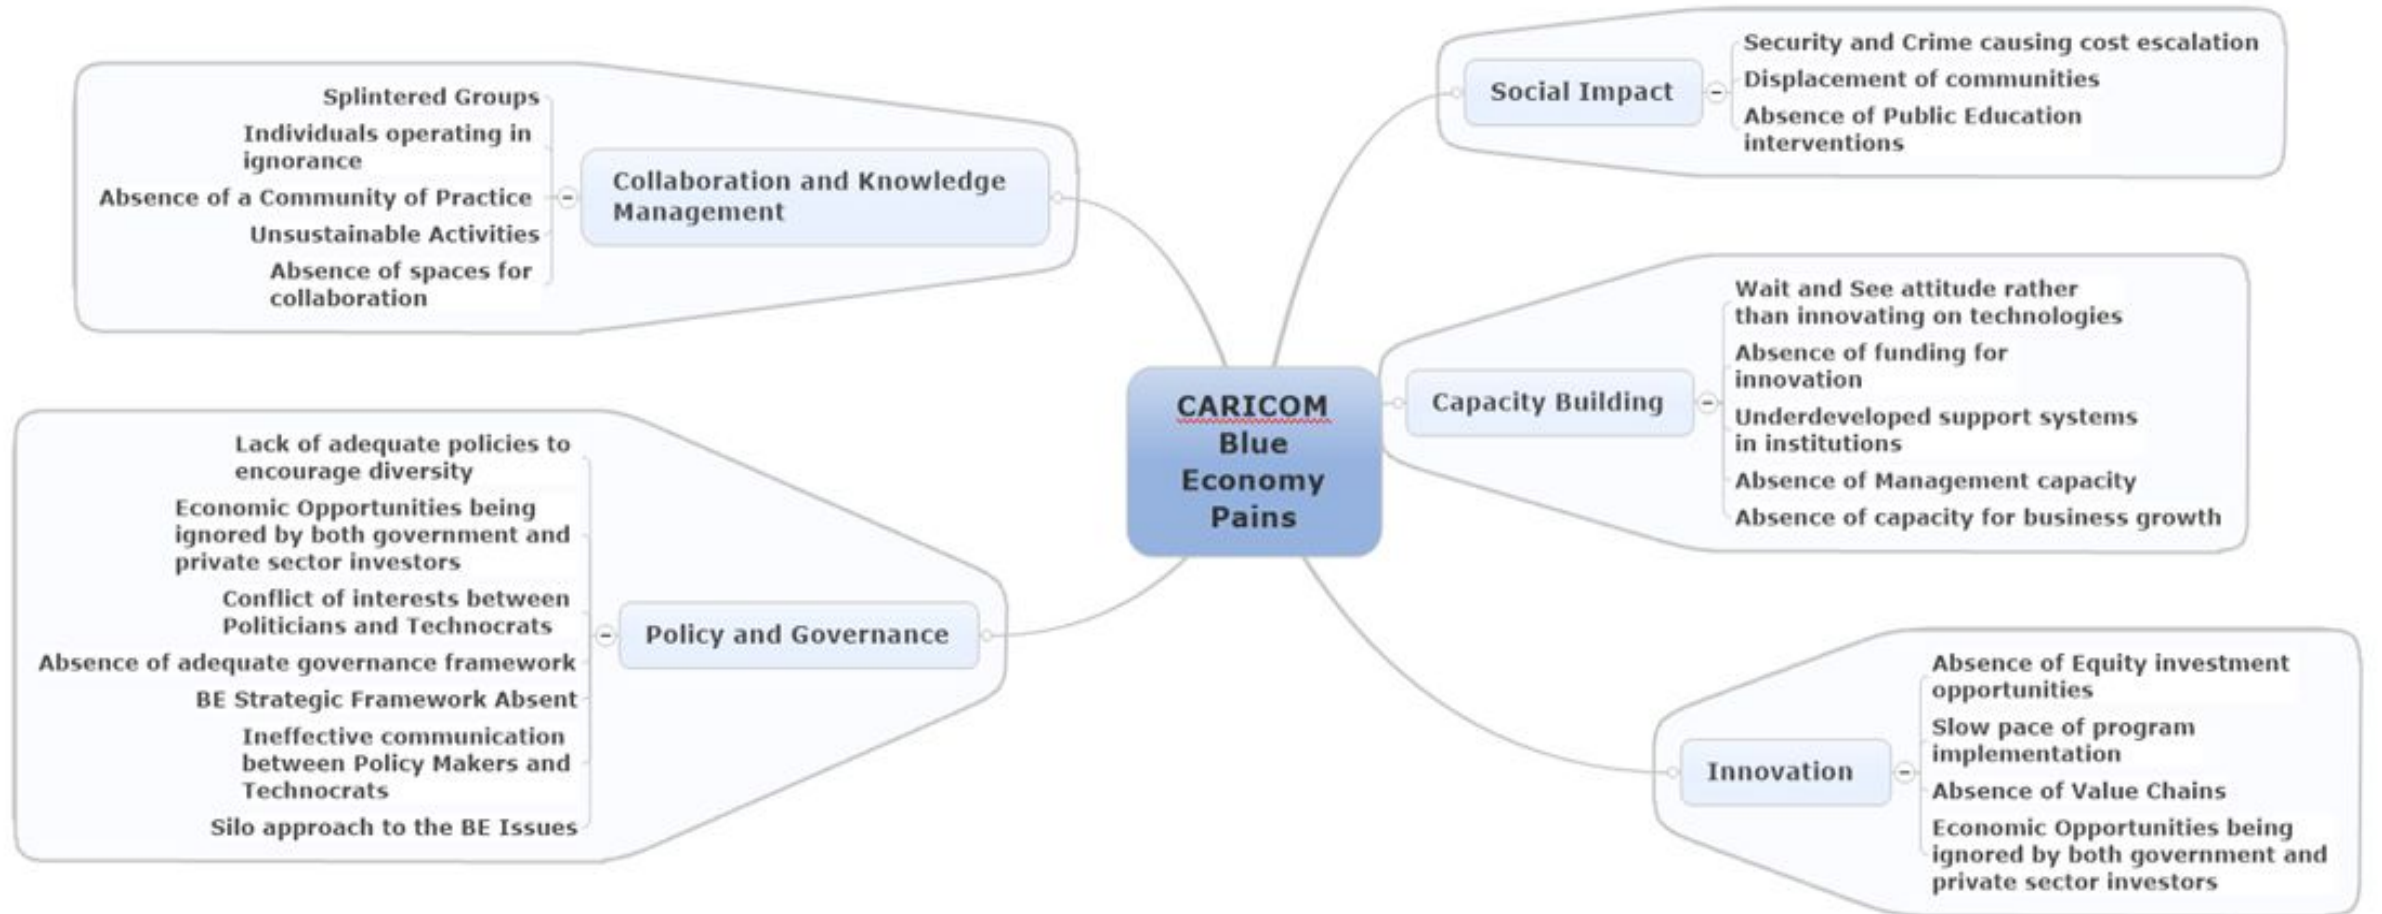 Splintered Groups
Individuals operating in
ignorance
Absence of a Community of Practice
Unsustainable Activities
Absence of spaces for
collaboration
Collaboration and Knowledge
Management
Lack of adequate policies to
encourage diversity
Economic Opportunities being
ignored by both government and
private sector investors
Conflict of interests between
Politicians and Technocrats
Absence of adequate governance framework
BE Strategic Framework Absent
Ineffective communication
between Policy Makers and
Technocrats
Silo approach to the BE Issues
Policy and Governance
CARICOM
Blue
Economy
Pains
Social Impact
Security and Crime causing cost escalation
Displacement of communities
Absence of Public Education
interventions
Capacity Building
Wait and See attitude rather
than innovating on technologies
Absence of funding for
innovation
Underdeveloped support systems
in institutions
Absence of Management capacity
Absence of capacity for business growth
Innovation
Absence of Equity investment
opportunities
Slow pace of program
implementation
Absence of Value Chains
Economic Opportunities being
ignored by both government and
private sector investors